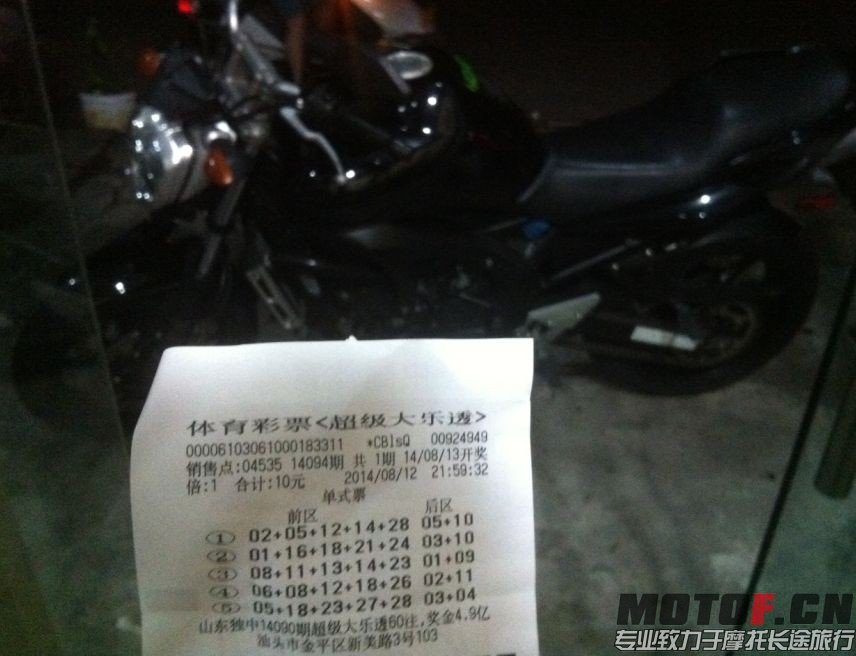 体育彩票<超级大乐透>
00006103061000183311 *CBlsQ 00924949
销售点:04535 14094期 共 1期 14/08/13开奖
倍:1 合计:10元 2014/08/12 21:59:32
单式票
前区 后区
① 02+05+12+14+28 05+10
② 01+16+18+21+24 03+10
③ 08+11+13+14+23 01+09
④ 06+08+12+18+26 02+11
⑤ 05+18+23+27+28 03+04
山东独中14090期超级大乐透60注,奖金4.9亿
汕头市金平区新美路3号103
MOTOF.CN
专业致力于摩托长途旅行